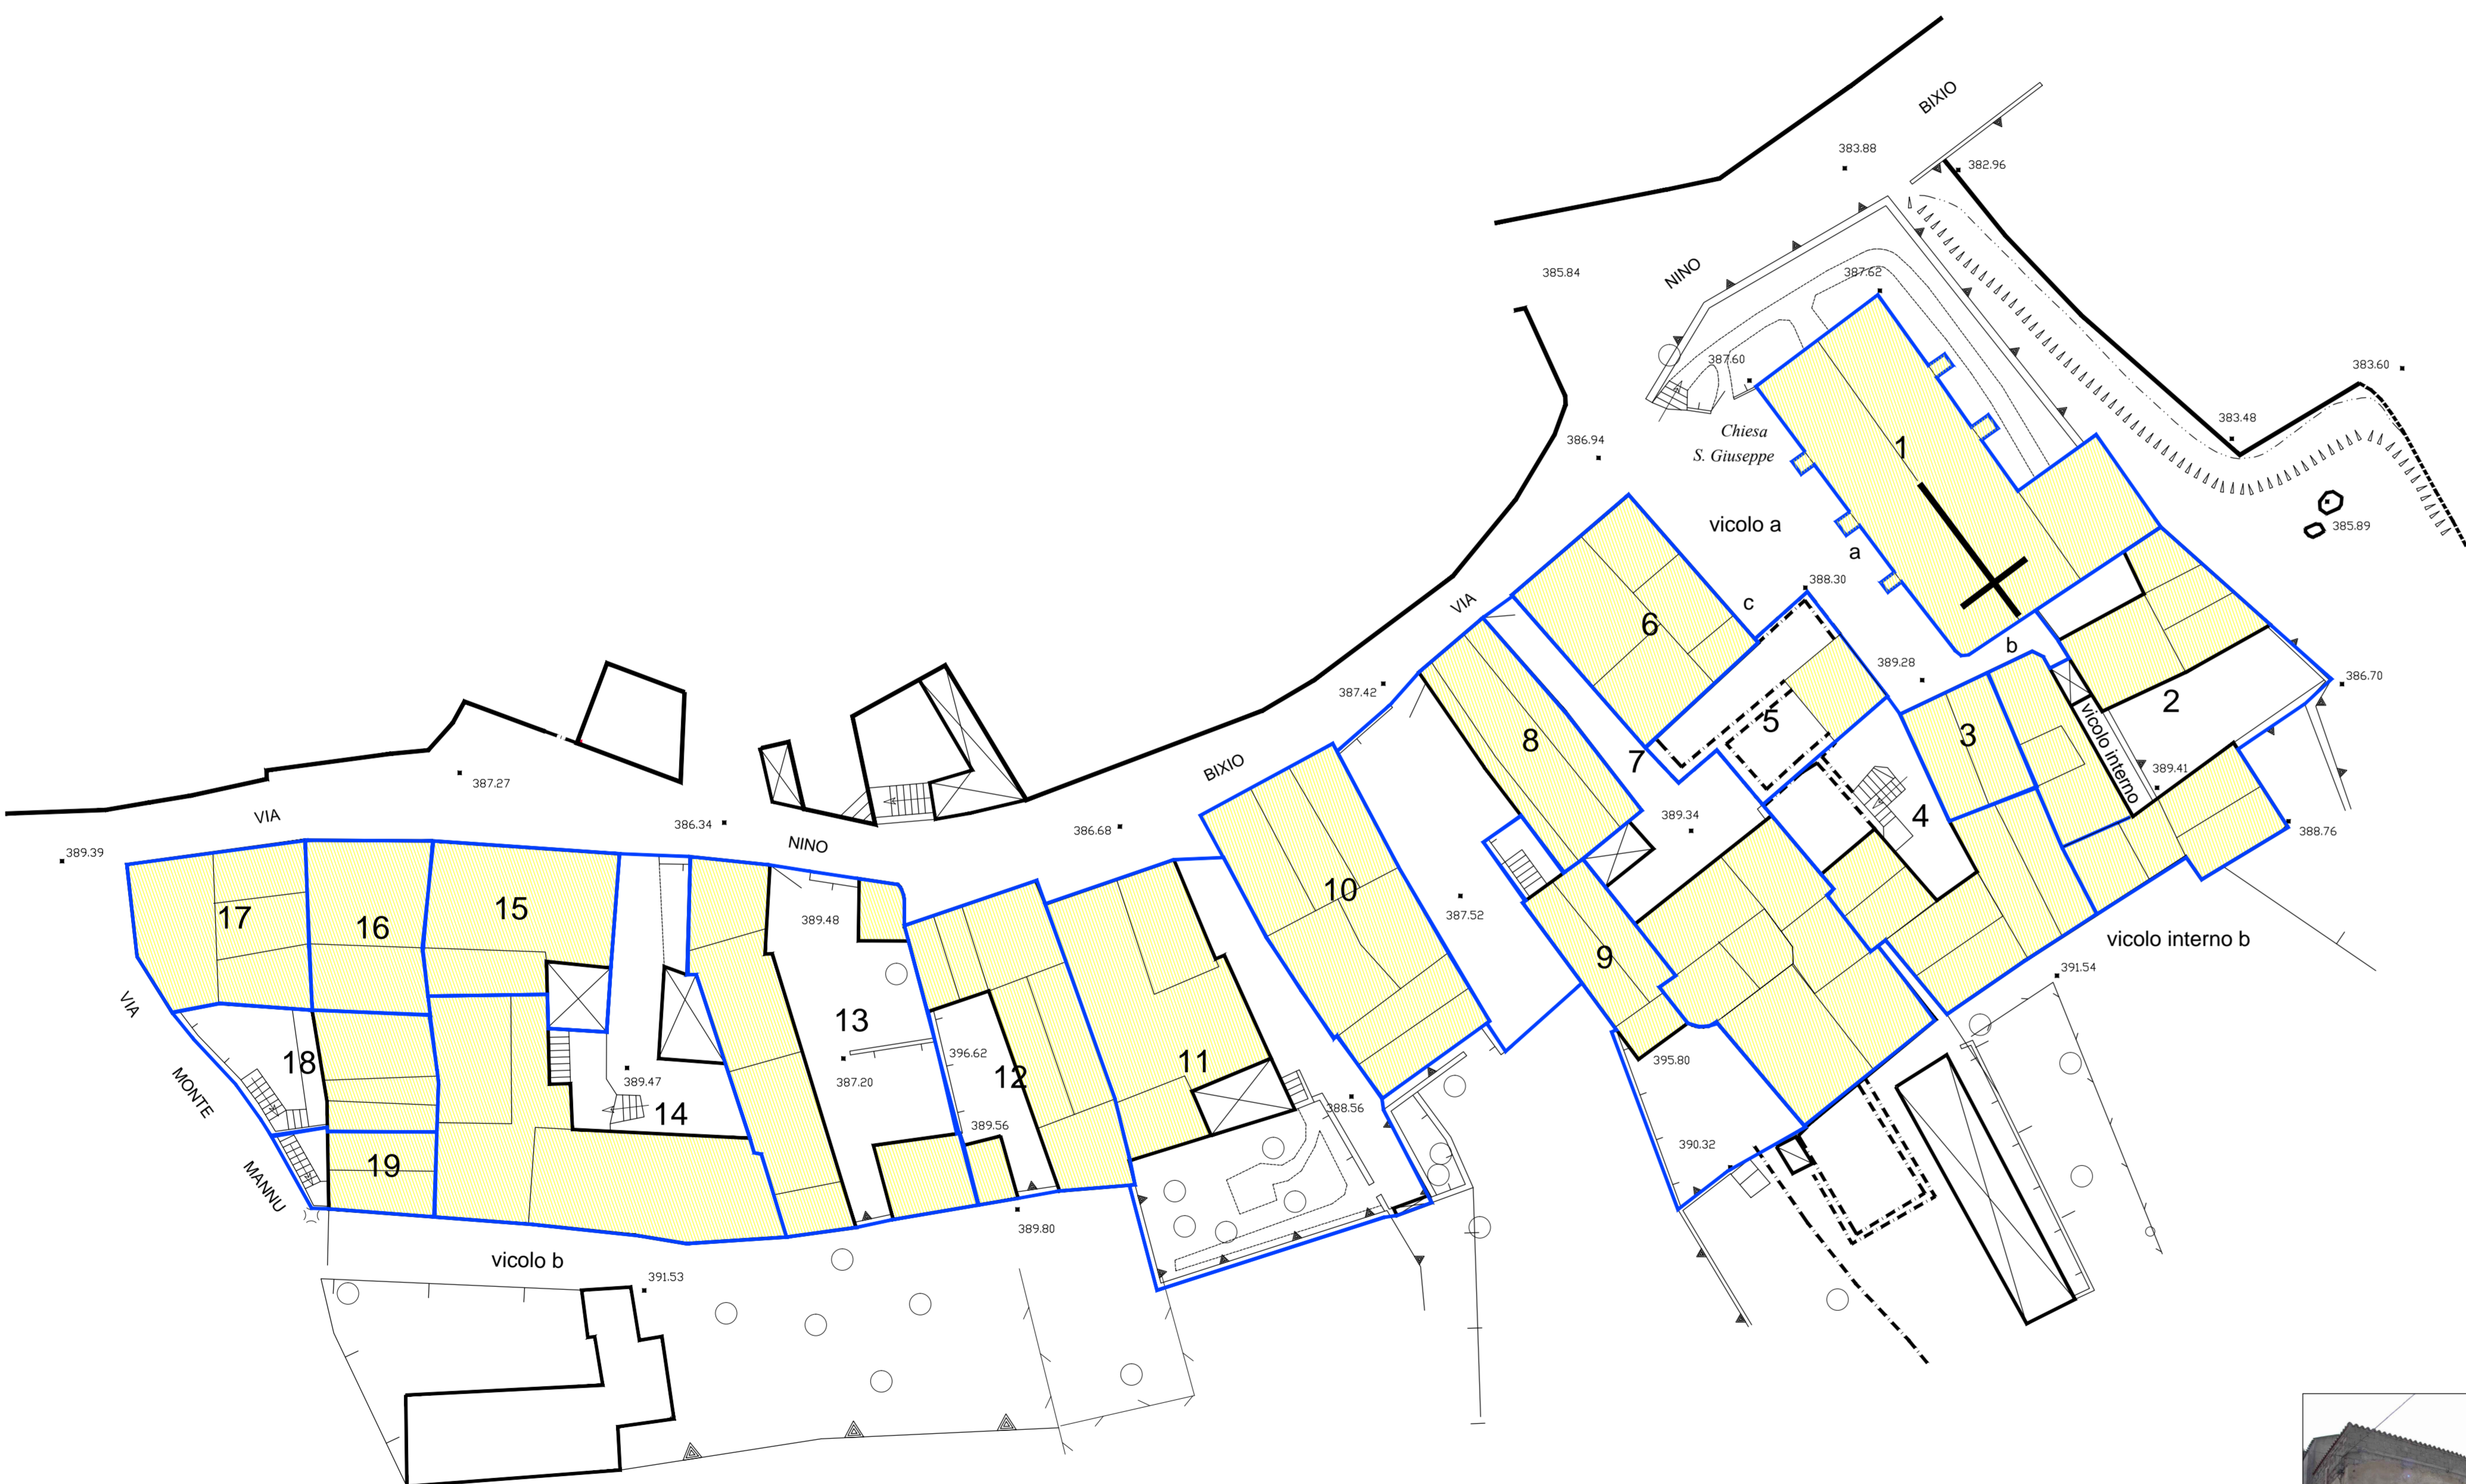 BIXIO
383.88
382.96
NINO
385.84
387.62
387.60
383.60
383.48
386.94
Chiesa
S. Giuseppe
1
385.89
vicolo a
a
388.30
VIA
c
6
b
389.28
387.42
386.70
5
2
3
8
7
vicolo interno
BIXIO
389.41
387.27
VIA
386.34
NINO
386.68
389.34
4
388.76
389.39
10
17
16
15
389.48
387.52
9
vicolo interno b
391.54
VIA
13
18
396.62
12
11
395.80
389.47
387.20
MONTE
14
388.56
389.56
390.32
19
MANNU
389.80
vicolo b
391.53